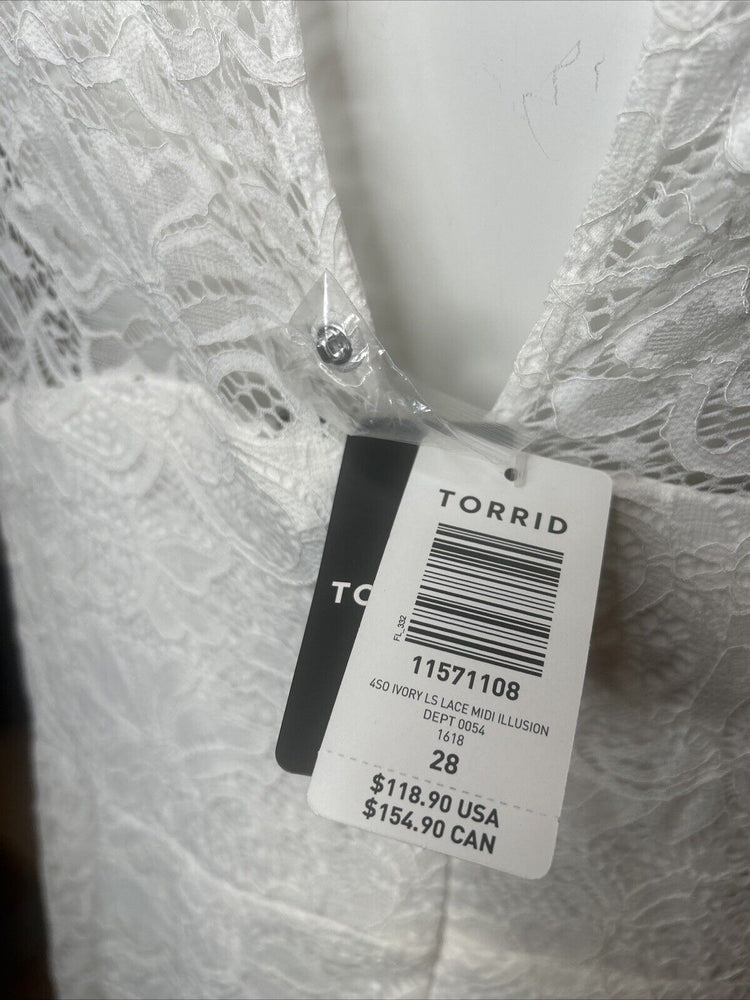 TORRID
FL_332
11571108
4SO IVORY LS LACE MIDI ILLUSION
DEPT 0054
1618
28
$118.90 USA
$154.90 CAN
TO